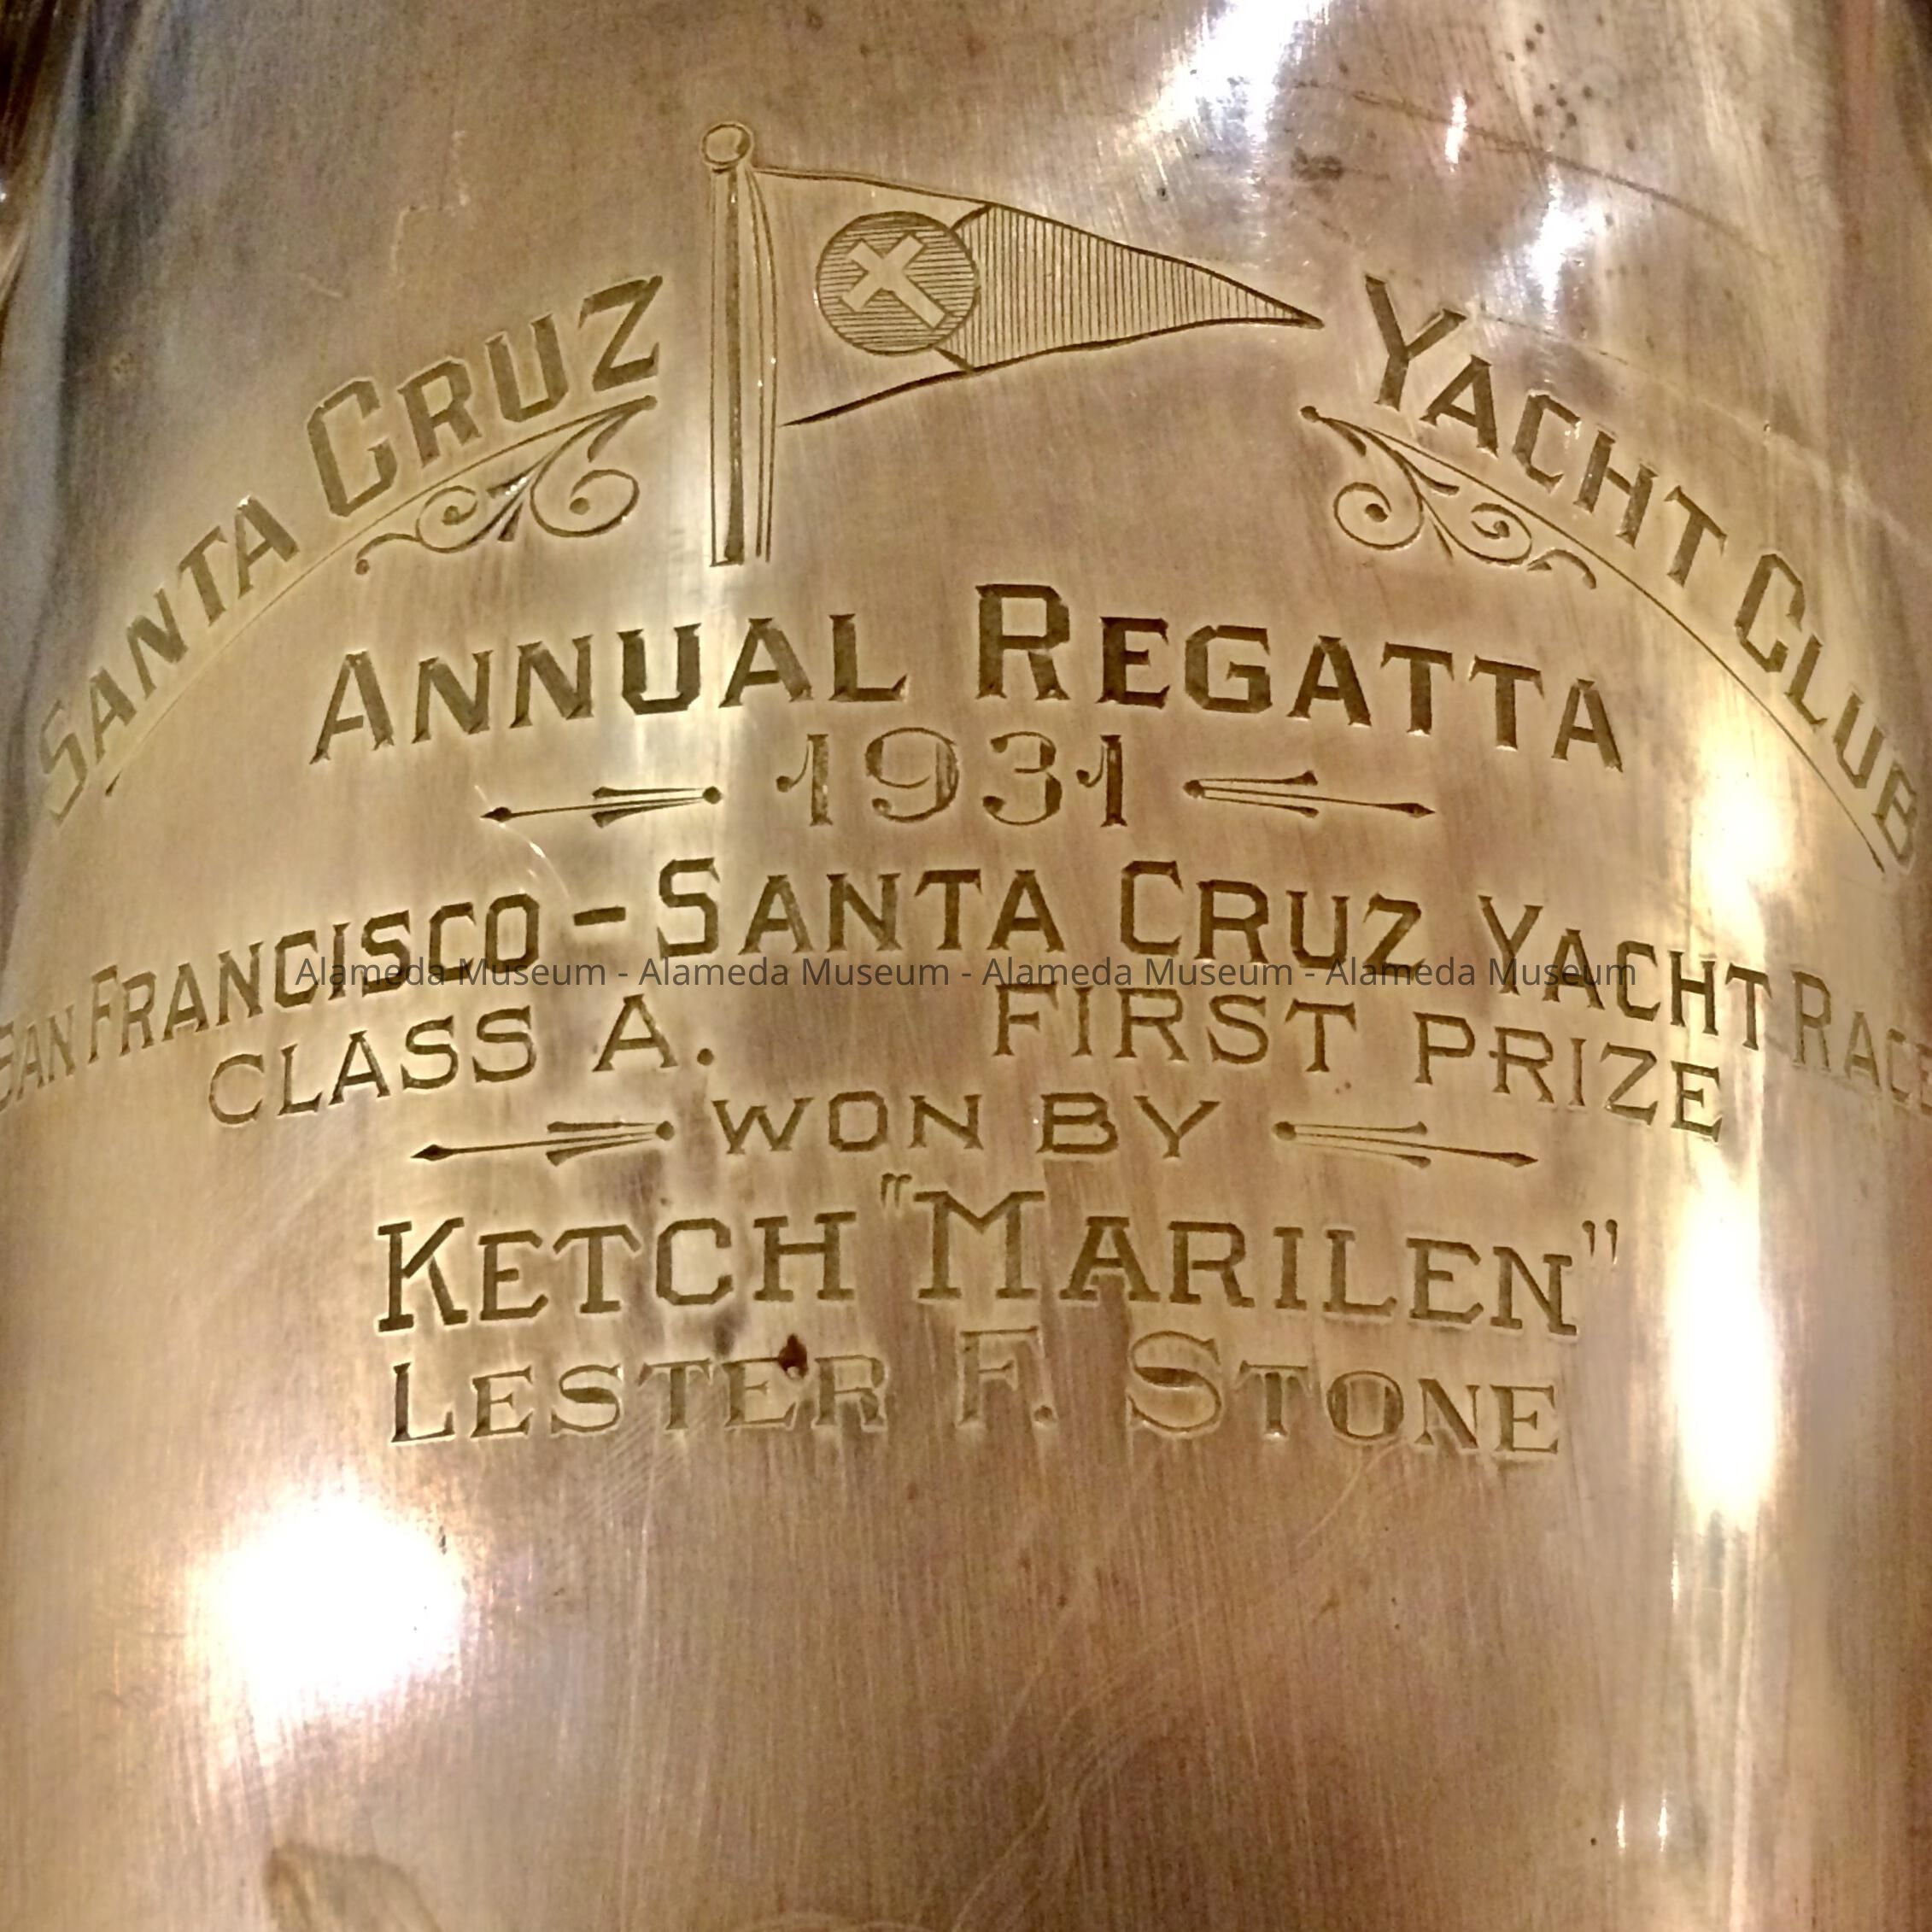 SANTA CRUZ YACHT CLUB
ANNUAL REGATTA
1931
SAN FRANCISCO - SANTA CRUZ YACHT RACE
Alameda Museum - Alameda Museum - Alameda Museum - Alameda Museum
CLASS A. FIRST PRIZE
WON BY
KETCH "MARILEN"
LESTER F. STONE